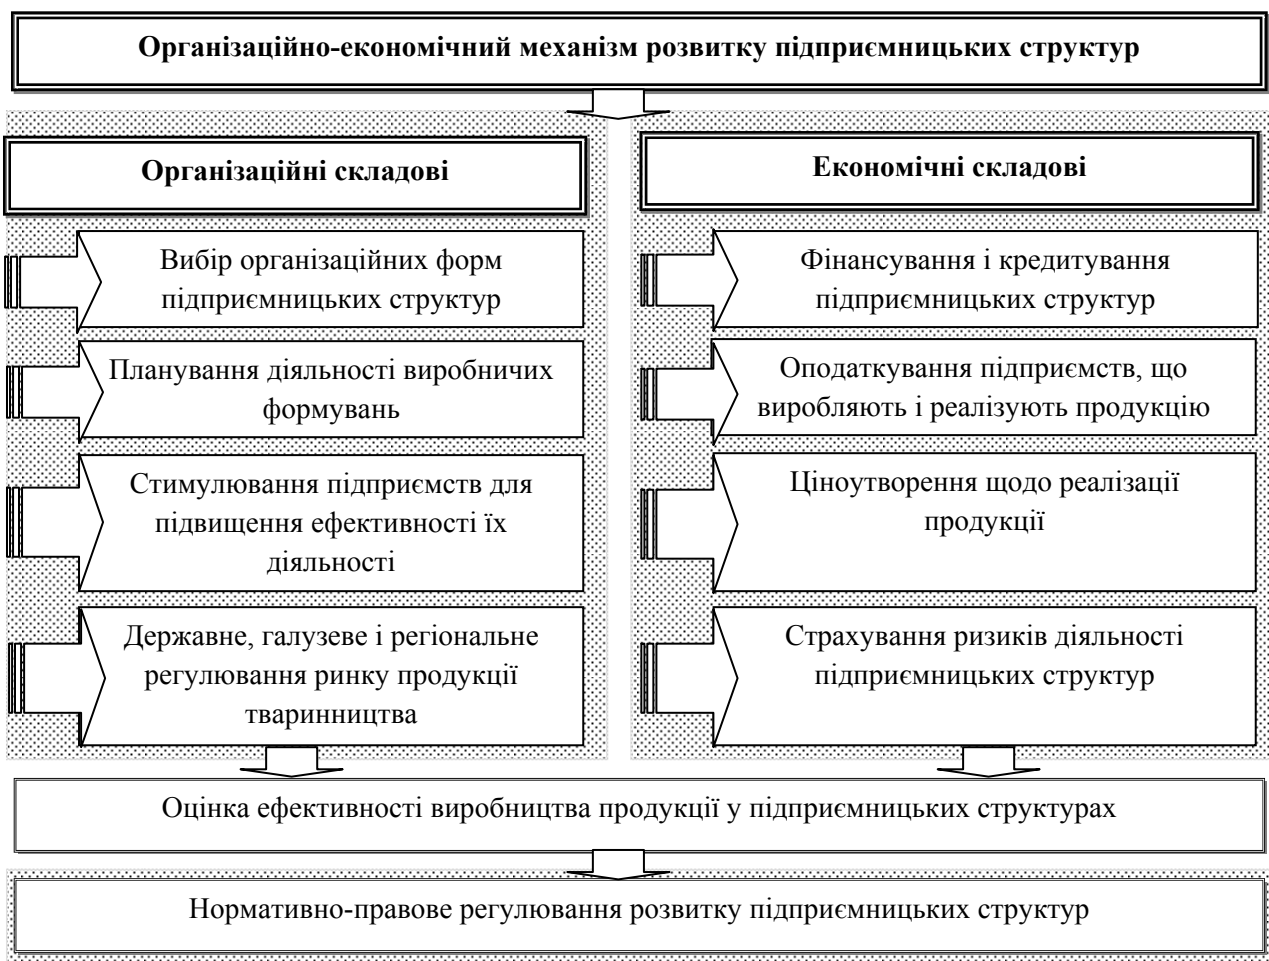 Організаційно-економічний механізм розвитку підприємницьких структур
Організаційні складові
Вибір організаційних форм
підприємницьких структур
Планування діяльності виробничих
формувань
Стимулювання підприємств для
підвищення ефективності їх
діяльності
Державне, галузеве і регіональне
регулювання ринку продукції
тваринництва
Економічні складові
Фінансування і кредитування
підприємницьких структур
Оподаткування підприємств, що
виробляють і реалізують продукцію
Ціноутворення щодо реалізації
продукції
Страхування ризиків діяльності
підприємницьких структур
Оцінка ефективності виробництва продукції у підприємницьких структурах
Нормативно-правове регулювання розвитку підприємницьких структур